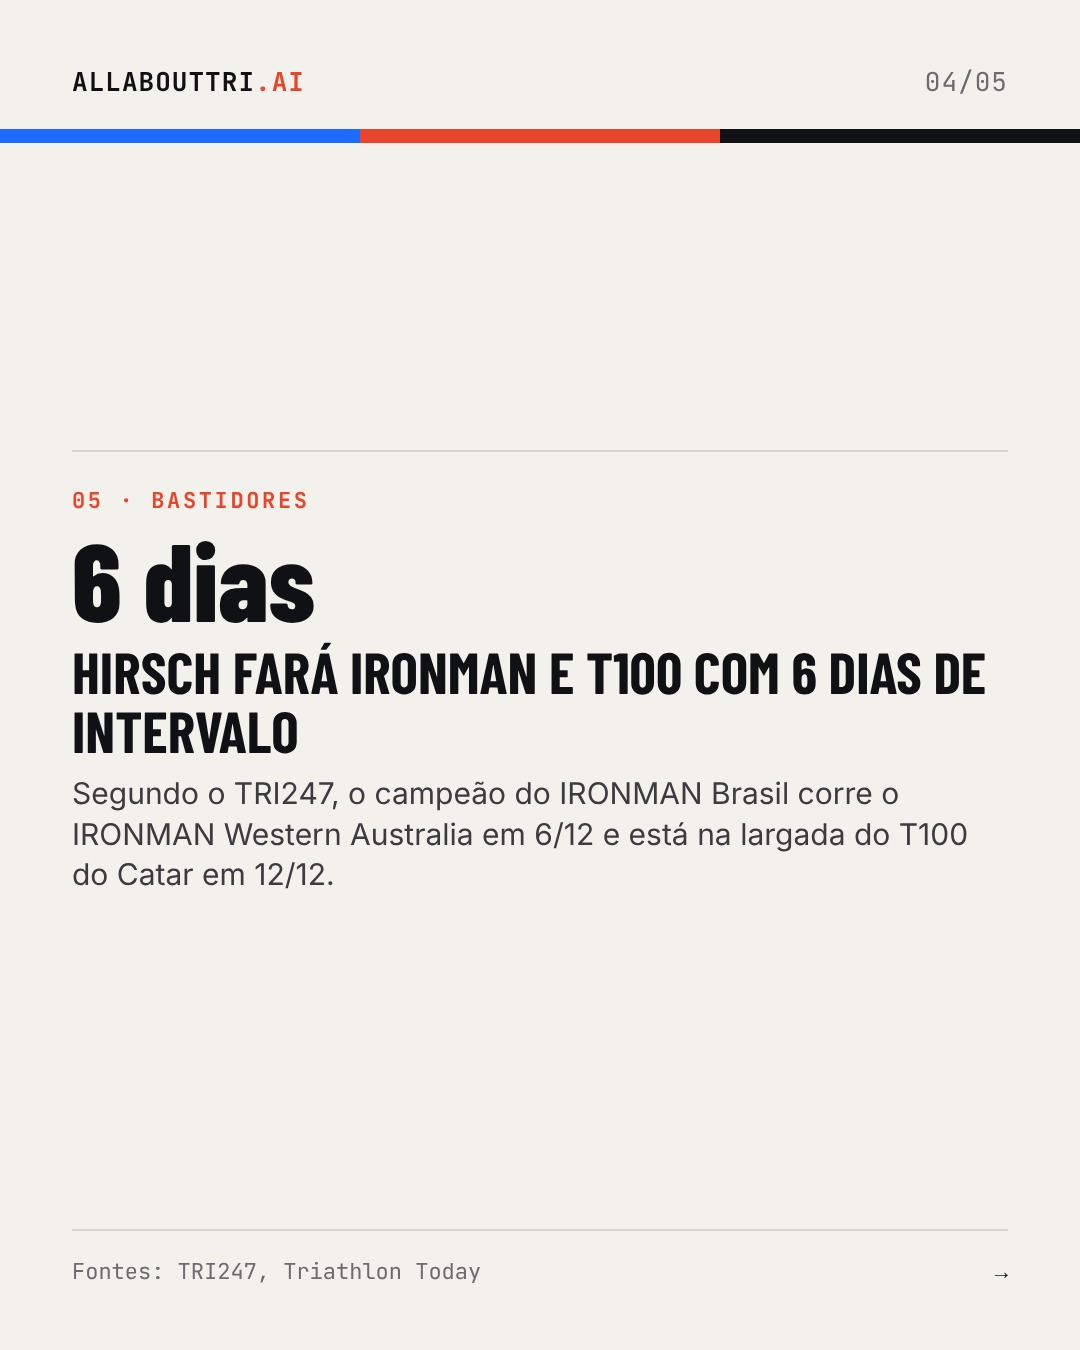 ALLABOUTTRI.AI
04/05
05 · BASTIDORES
6 dias
HIRSCH FARÁ IRONMAN E T100 COM 6 DIAS DE
INTERVALO
Segundo o TRI247, o campeão do IRONMAN Brasil corre o
IRONMAN Western Australia em 6/12 e está na largada do T100
do Catar em 12/12.
Fontes: TRI247, Triathlon Today
→